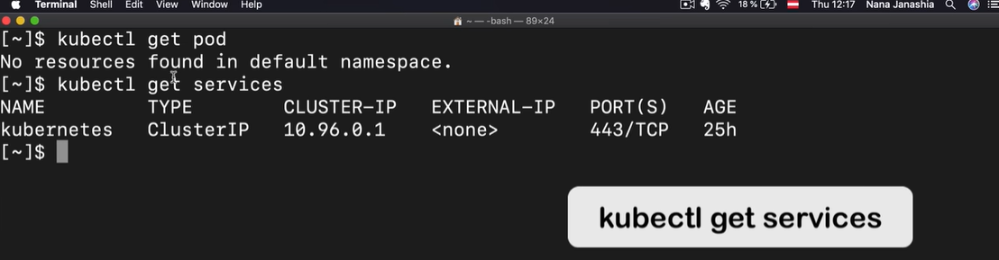 Terminal Shell Edit View Window Help 18 % Thu 12:17 Nana Janashia
~ — -bash — 89×24
[~]$ kubectl get pod
No resources found in default namespace.
[~]$ kubectl get services
NAME TYPE CLUSTER-IP EXTERNAL-IP PORT(S) AGE
kubernetes ClusterIP 10.96.0.1 <none> 443/TCP 25h
[~]$
kubectl get services